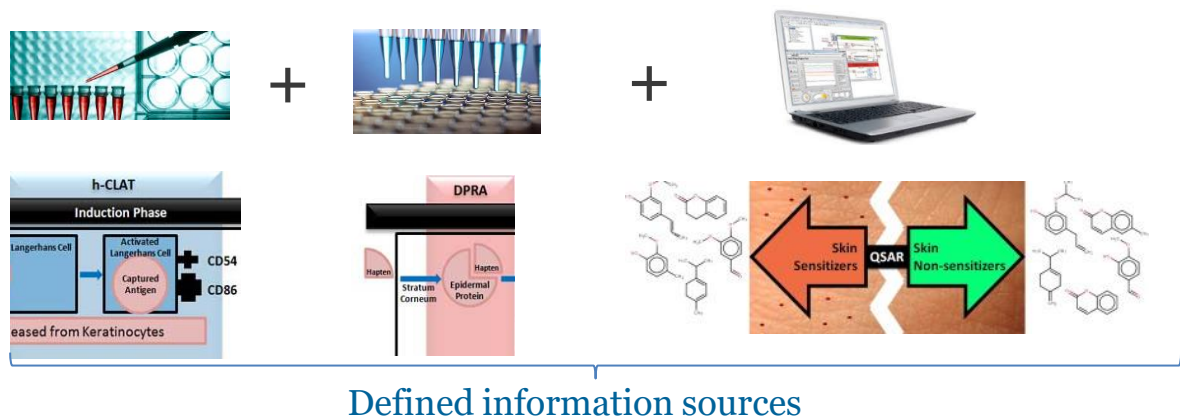 +
+
h-CLAT
Induction Phase
Langerhans Cell
Activated
Langerhans Cell
Captured
Antigen
CD54
CD86
eased from Keratinocytes
DPRA
Hapten
Stratum
Corneum
Hapten
Epidermal
Protein
Skin
Sensitizers
QSAR
Skin
Non-sensitizers
Defined information sources